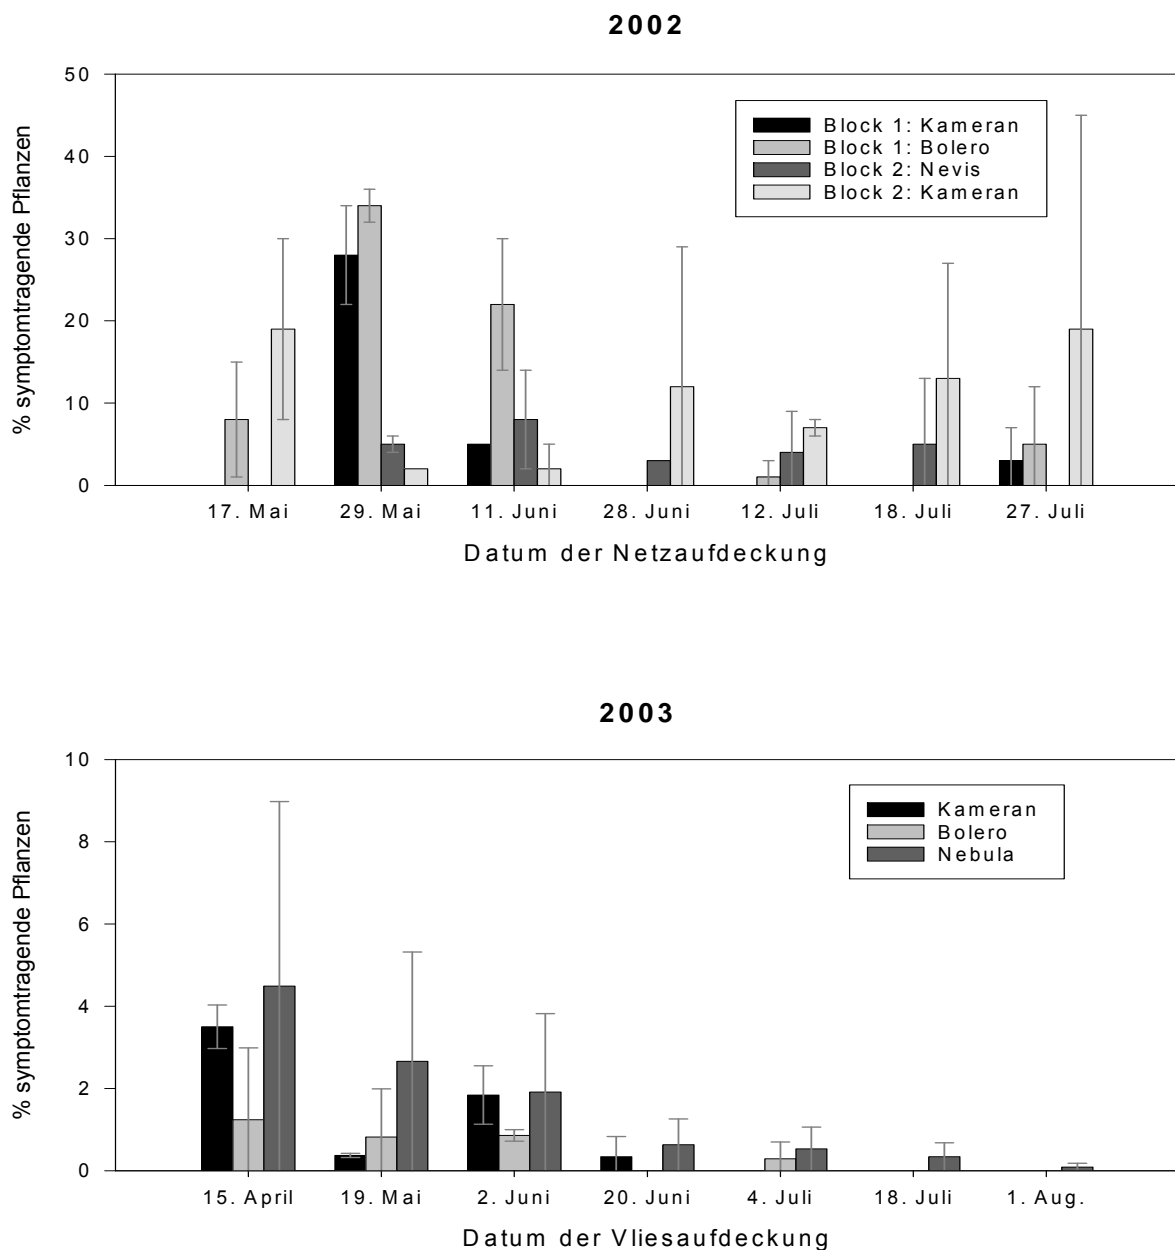 2002
50
40
30
20
10
0
% symptomtragende Pflanzen
Block 1: Kameran
Block 1: Bolero
Block 2: Nevis
Block 2: Kameran
17. Mai 29. Mai 11. Juni 28. Juni 12. Juli 18. Juli 27. Juli
Datum der Netzaufdeckung
2003
10
8
6
4
2
0
% symptomtragende Pflanzen
Kameran
Bolero
Nebula
15. April 19. Mai 2. Juni 20. Juni 4. Juli 18. Juli 1. Aug.
Datum der Vliesaufdeckung